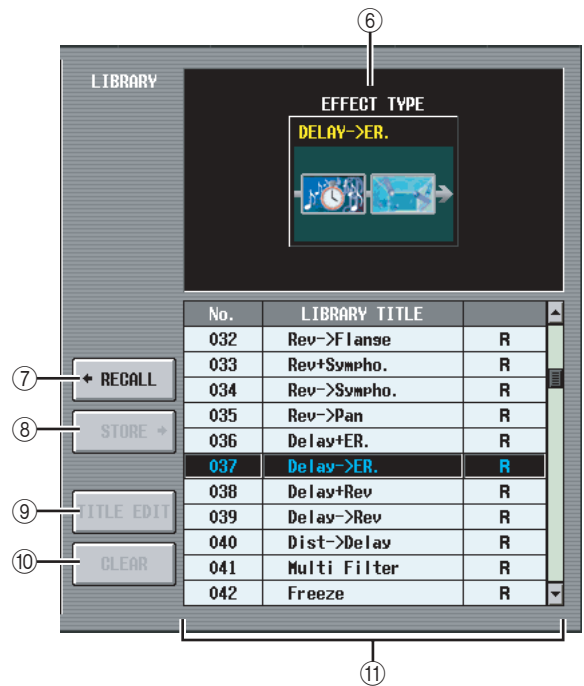 ⑥
LIBRARY
EFFECT TYPE
DELAY->ER.
No. LIBRARY TITLE
032 Rev->Flange R
033 Rev+Sympho. R
034 Rev->Sympho. R
035 Rev->Pan R
036 Delay+ER. R
037 Delay->ER. R
038 Delay+Rev R
039 Delay->Rev R
040 Dist->Delay R
041 Multi Filter R
042 Freeze R
⑦ RECALL
⑧ STORE
⑨ TITLE EDIT
⑩ CLEAR
⑪